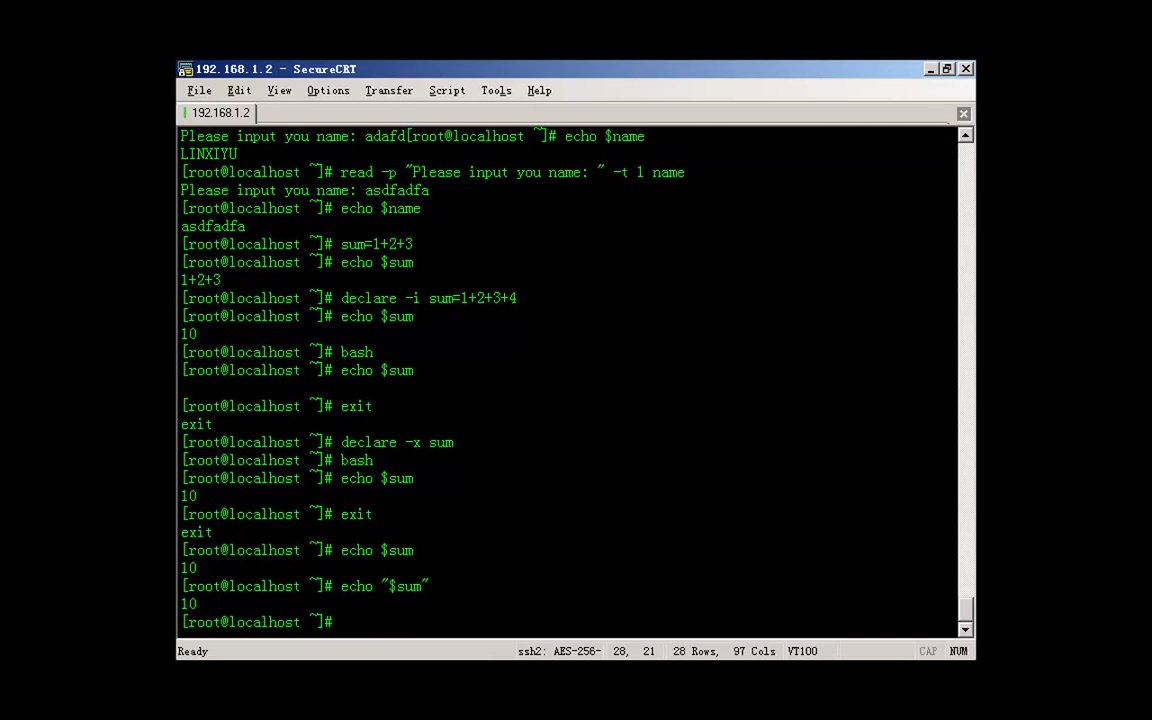 192.168.1.2 - SecureCRT
File Edit View Options Transfer Script Tools Help
192.168.1.2
Please input you name: adafd[root@localhost ~]# echo $name
LINXIYU
[root@localhost ~]# read -p "Please input you name: " -t 1 name
Please input you name: asdfadfa
[root@localhost ~]# echo $name
asdfadfa
[root@localhost ~]# sum=1+2+3
[root@localhost ~]# echo $sum
1+2+3
[root@localhost ~]# declare -i sum=1+2+3+4
[root@localhost ~]# echo $sum
10
[root@localhost ~]# bash
[root@localhost ~]# echo $sum
[root@localhost ~]# exit
exit
[root@localhost ~]# declare -x sum
[root@localhost ~]# bash
[root@localhost ~]# echo $sum
10
[root@localhost ~]# exit
exit
[root@localhost ~]# echo $sum
10
[root@localhost ~]# echo "$sum"
10
[root@localhost ~]#
Ready ssh2: AES-256- 28, 21 28 Rows, 97 Cols VT100 CAP NUM